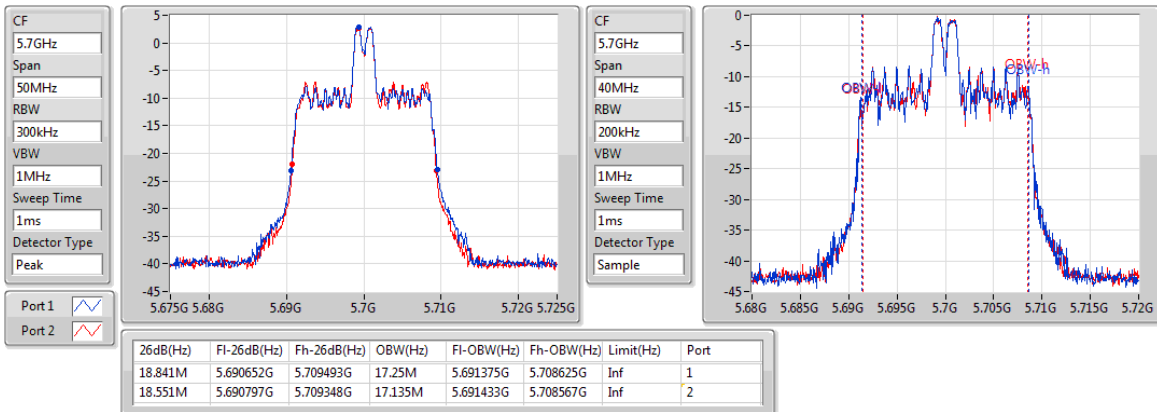 CF
5.7GHz
Span
50MHz
RBW
300kHz
VBW
1MHz
Sweep Time
1ms
Detector Type
Peak
Port 1
Port 2
5
0
-5
-10
-15
-20
-25
-30
-35
-40
-45
5.675G 5.68G 5.69G 5.7G 5.71G 5.72G 5.725G
CF
5.7GHz
Span
40MHz
RBW
200kHz
VBW
1MHz
Sweep Time
1ms
Detector Type
Sample
0
-5
-10
-15
-20
-25
-30
-35
-40
-45
OBW-h
OBW-h
5.68G 5.685G 5.69G 5.695G 5.7G 5.705G 5.71G 5.715G 5.72G
26dB(Hz) Fl-26dB(Hz) Fh-26dB(Hz) OBW(Hz) Fl-OBW(Hz) Fh-OBW(Hz) Limit(Hz) Port
18.841M 5.690652G 5.709493G 17.25M 5.691375G 5.708625G Inf 1
18.551M 5.690797G 5.709348G 17.135M 5.691433G 5.708567G Inf 2